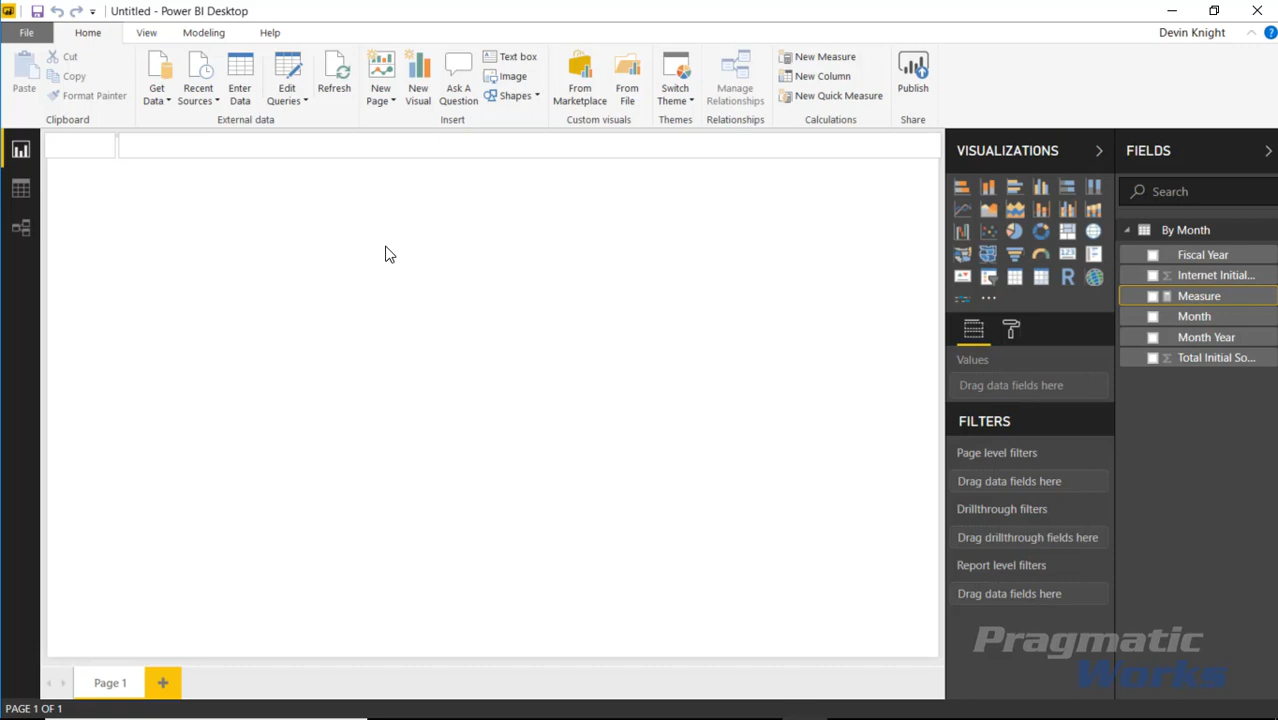 Untitled - Power BI Desktop
File
Home
View
Modeling
Help
Devin Knight
Paste
Cut
Copy
Format Painter
Clipboard
Get Data
Recent Sources
Enter Data
Edit Queries
Refresh
External data
New Page
New Visual
Ask A Question
Text box
Image
Shapes
Insert
From Marketplace
From File
Custom visuals
Switch Theme
Themes
Manage Relationships
Relationships
New Measure
New Column
New Quick Measure
Calculations
Publish
Share
VISUALIZATIONS
R
Values
Drag data fields here
FILTERS
Page level filters
Drag data fields here
Drillthrough filters
Drag drillthrough fields here
Report level filters
Drag data fields here
FIELDS
Search
By Month
Fiscal Year
Σ Internet Initial...
Measure
Month
Month Year
Σ Total Initial So...
Pragmatic
Works
Page 1
PAGE 1 OF 1